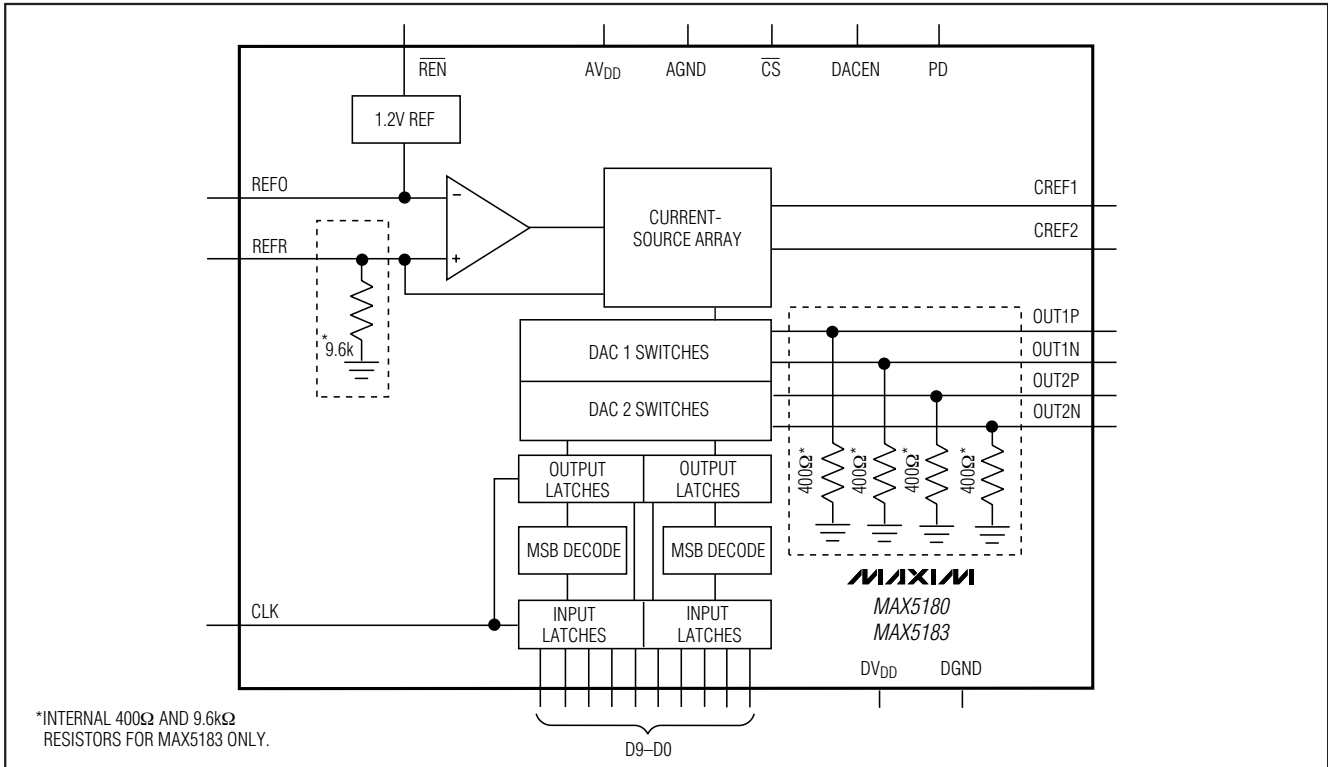 REN
AVDD
AGND
CS
DACEN
PD
1.2V REF
REFO
REFR
−
+
*
9.6k
CURRENT-
SOURCE ARRAY
CREF1
CREF2
DAC 1 SWITCHES
DAC 2 SWITCHES
OUT1P
OUT1N
OUT2P
OUT2N
400Ω*
400Ω*
400Ω*
400Ω*
OUTPUT
LATCHES
OUTPUT
LATCHES
MSB DECODE
MSB DECODE
INPUT
LATCHES
INPUT
LATCHES
CLK
MAXIM
MAX5180
MAX5183
DVDD
DGND
D9–D0
*INTERNAL 400Ω AND 9.6kΩ
RESISTORS FOR MAX5183 ONLY.